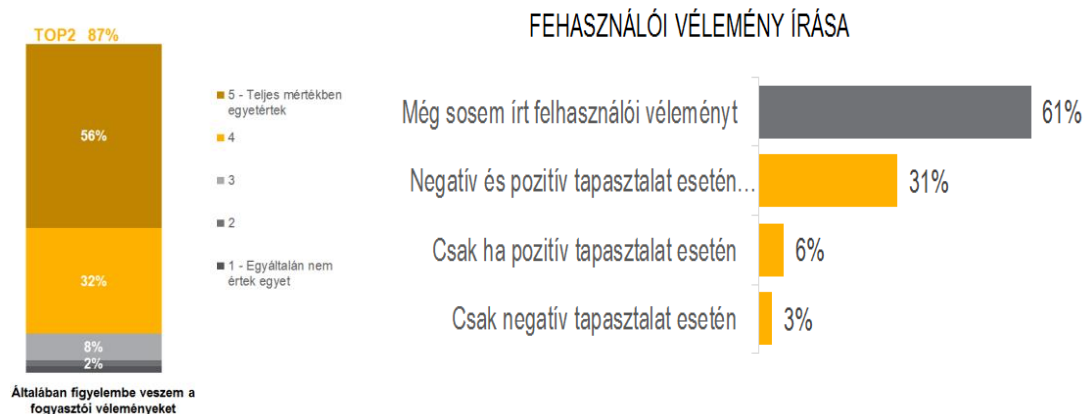 TOP2 87%
56%
32%
8%
2%
Általában figyelembe veszem a
fogyasztói véleményeket
5 - Teljes mértékben
egyetértek
4
3
2
1 - Egyáltalán nem
értek egyet
FEHASZNÁLÓI VÉLEMÉNY ÍRÁSA
Még sosem írt felhasználói véleményt
61%
Negatív és pozitív tapasztalat esetén...
31%
Csak ha pozitív tapasztalat esetén
6%
Csak negatív tapasztalat esetén
3%